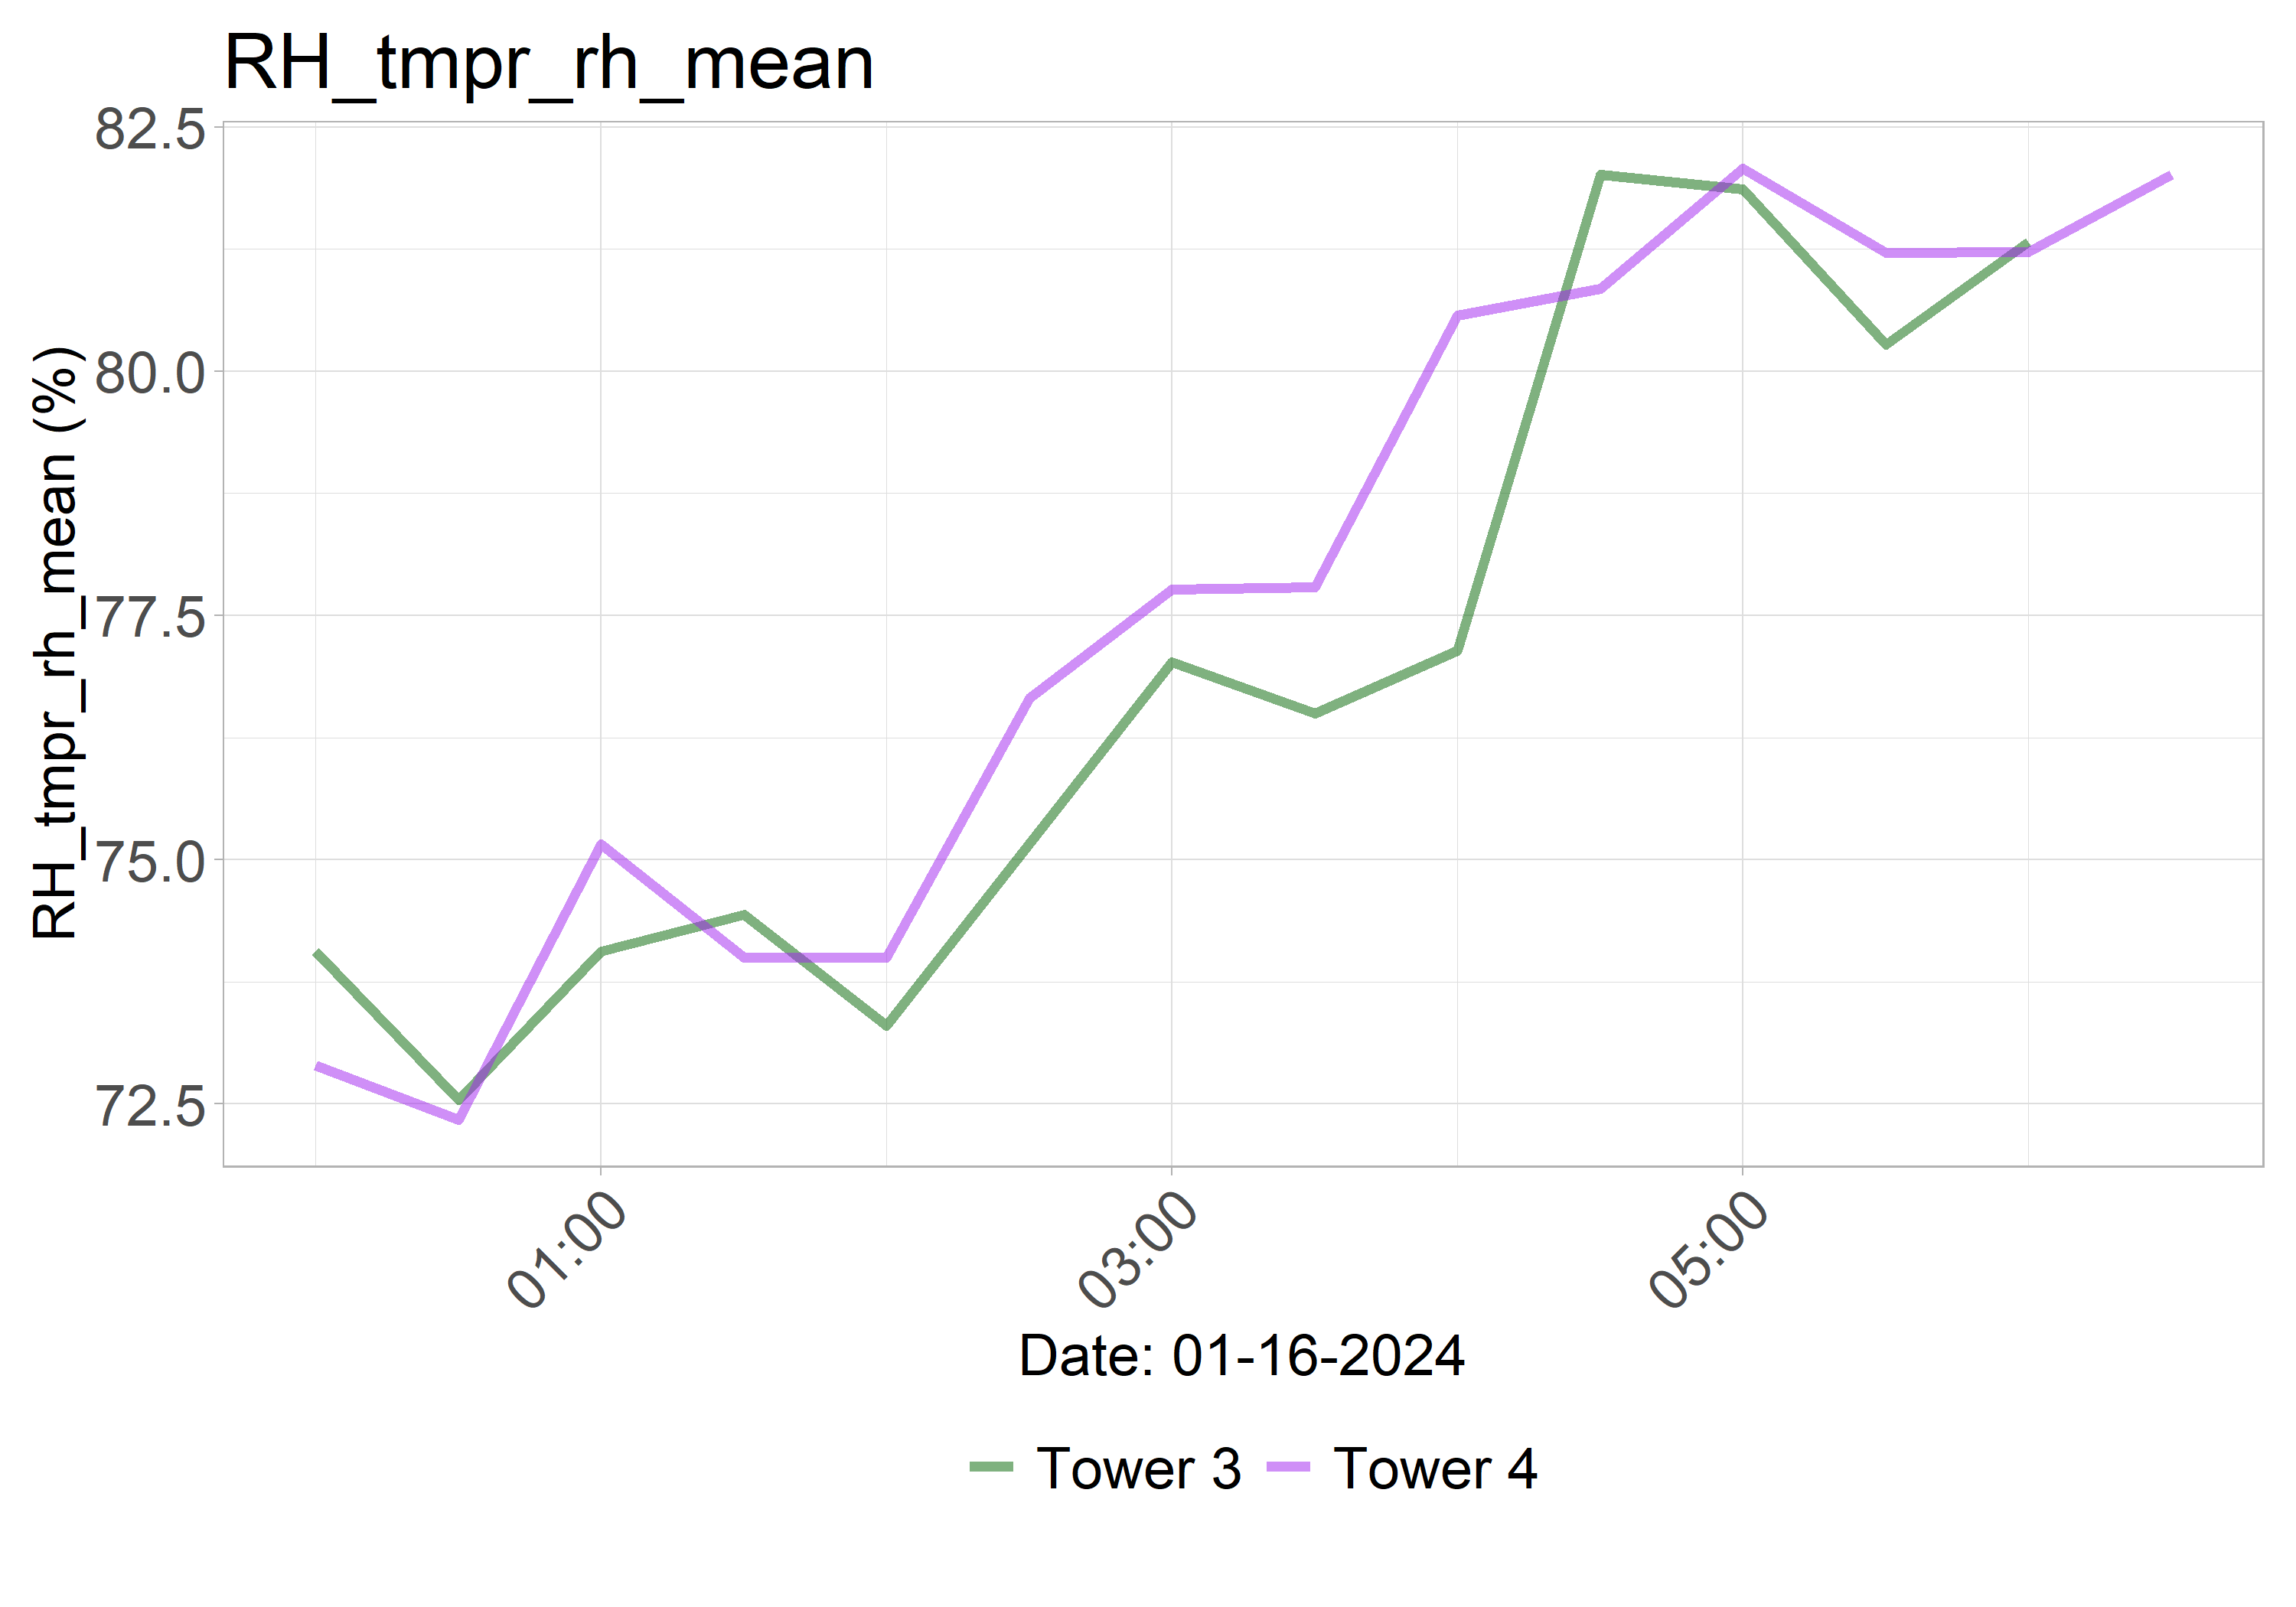 RH_tmpr_rh_mean
RH_tmpr_rh_mean (%)
82.5
80.0
77.5
75.0
72.5
01:00
03:00
05:00
Date: 01-16-2024
Tower 3
Tower 4